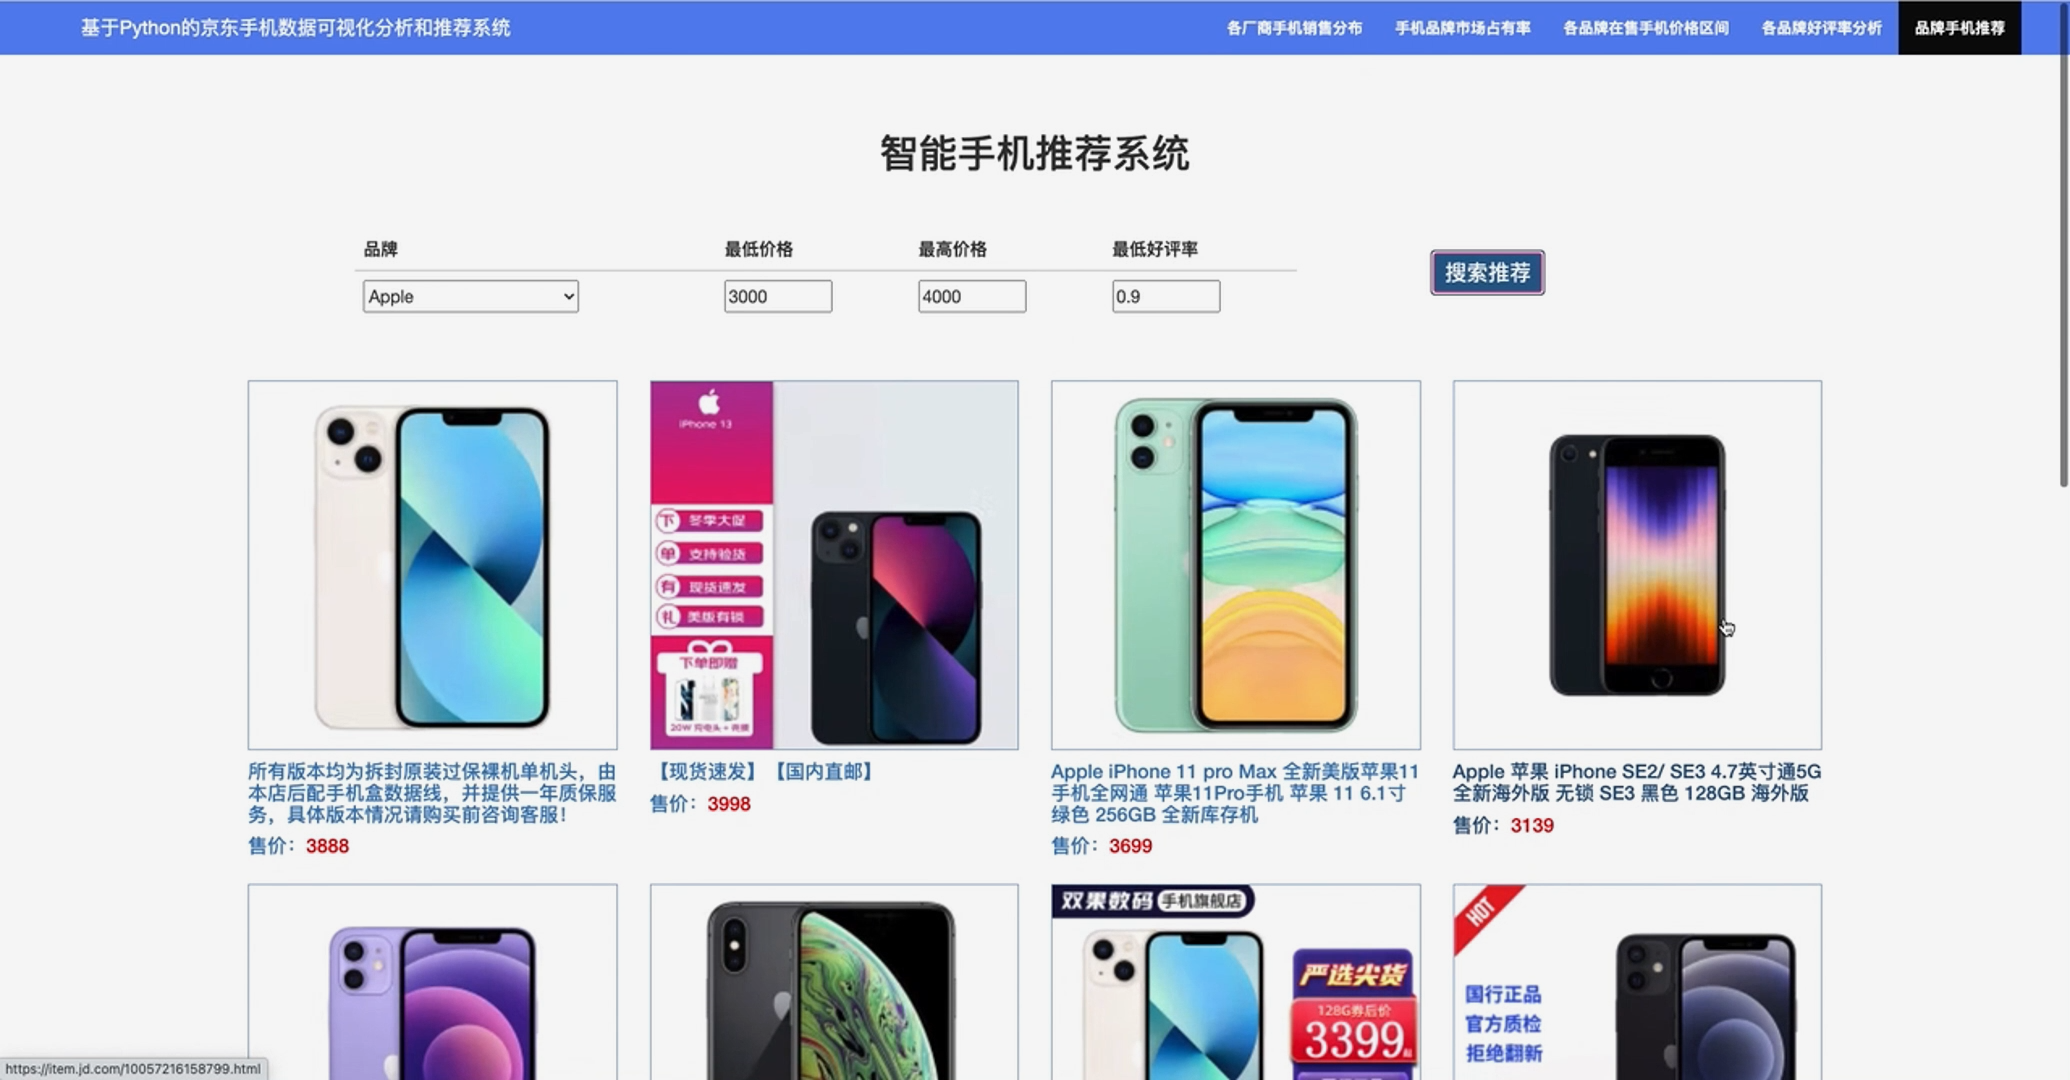 基于Python的京东手机数据可视化分析和推荐系统
各厂商手机销售分布
手机品牌市场占有率
各品牌在售手机价格区间
各品牌好评率分析
品牌手机推荐
智能手机推荐系统
品牌
最低价格
最高价格
最低好评率
搜索推荐
Apple
3000
4000
0.9
iPhone 13
下 冬季大促
单 支持验货
有 现货速发
礼 美版有锁
下单即赠
所有版本均为拆封原装过保裸机单机头，由
本店后配手机盒数据线，并提供一年质保服
务，具体版本情况请购买前咨询客服！
售价：3888
【现货速发】【国内直邮】
售价：3998
Apple iPhone 11 pro Max 全新美版苹果11
手机全网通 苹果11Pro手机 苹果 11 6.1寸
绿色 256GB 全新库存机
售价：3699
Apple 苹果 iPhone SE2/ SE3 4.7英寸通5G
全新海外版 无锁 SE3 黑色 128GB 海外版
售价：3139
双果数码 手机旗舰店
严选尖货
128G券后价
3399
HOT
国行正品
官方质检
拒绝翻新
https://item.jd.com/10057216158799.html